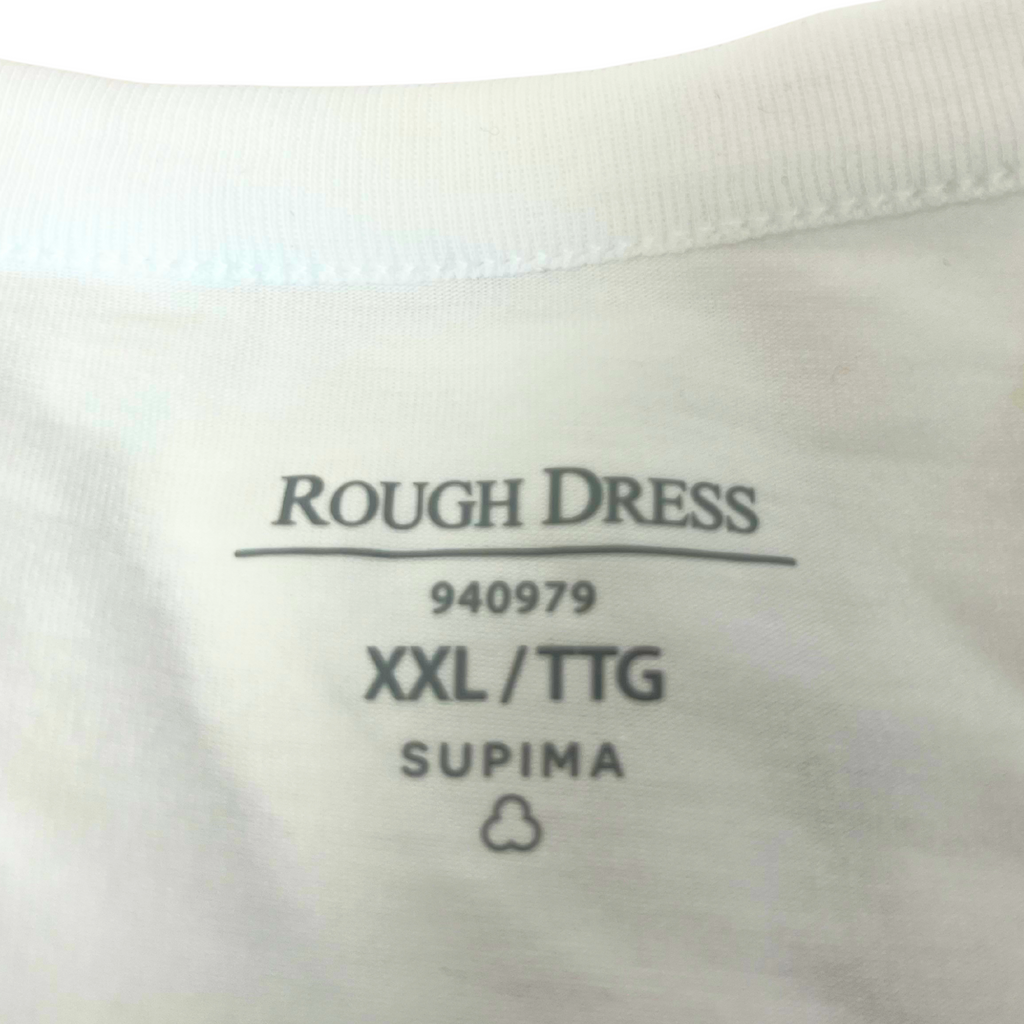 ROUGH DRESS
940979
XXL/TTG
SUPIMA